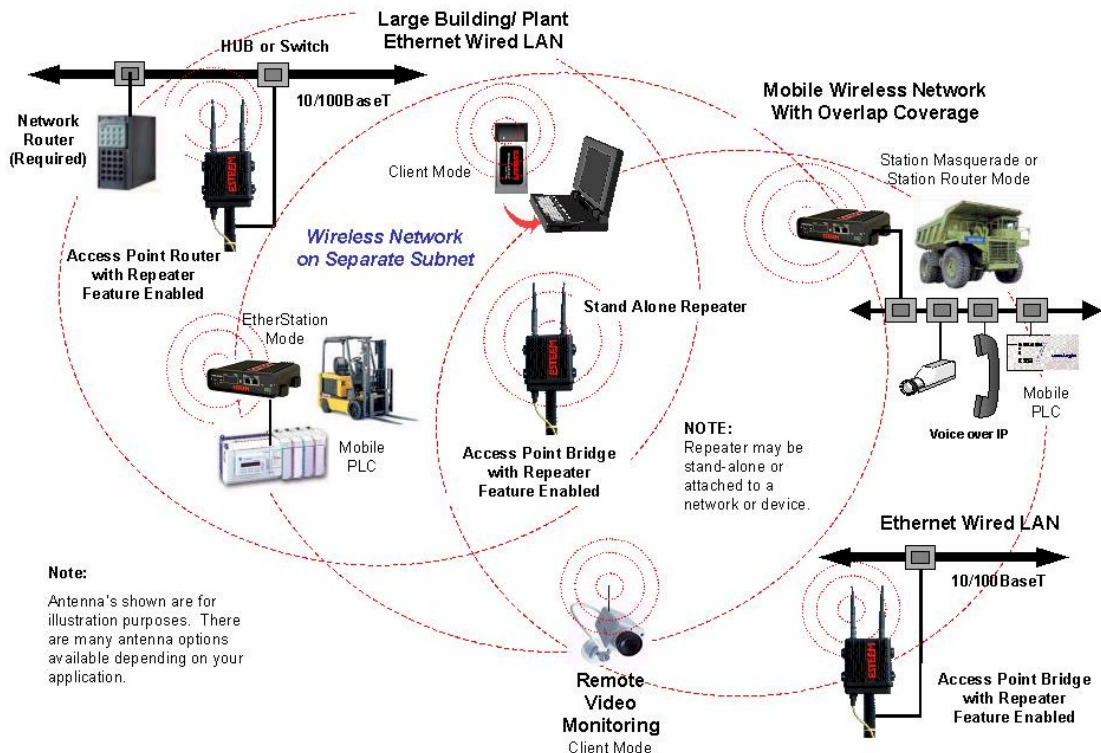 Large Building/ Plant
Ethernet Wired LAN
HUB or Switch
10/100BaseT
Network
Router
(Required)
ESTEEM
Access Point Router
with Repeater
Feature Enabled
Client Mode
Wireless Network
on Separate Subnet
Mobile Wireless Network
With Overlap Coverage
Station Masquerade or
Station Router Mode
EtherStation
Mode
Mobile
PLC
Stand Alone Repeater
ESTEEM
Access Point Bridge
with Repeater
Feature Enabled
NOTE:
Repeater may be
stand-alone or
attached to a
network or device.
Voice over IP
Mobile
PLC
Ethernet Wired LAN
10/100BaseT
ESTEEM
Access Point Bridge
with Repeater
Feature Enabled
Note:
Antenna's shown are for
illustration purposes. There
are many antenna options
available depending on your
application.
Remote
Video
Monitoring
Client Mode